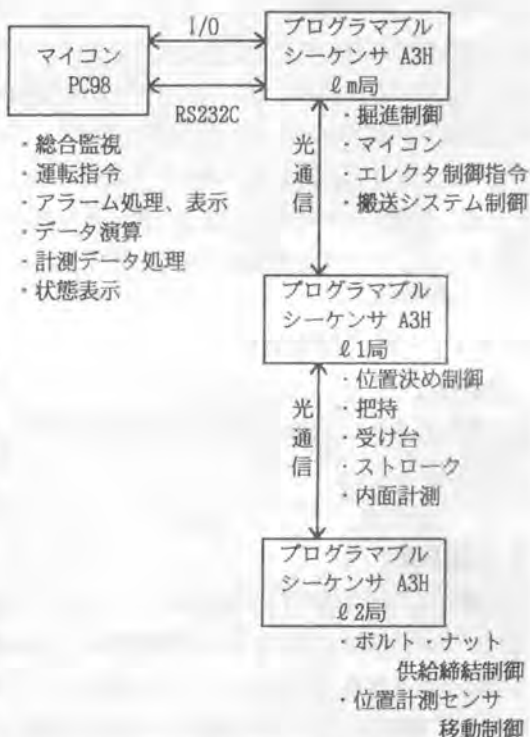 マイコン
PC98
I/O
RS232C
プログラマブル
シーケンサ A3H
ℓm局
・総合監視
・運転指令
・アラーム処理、表示
・データ演算
・計測データ処理
・状態表示
光通信
・掘進制御
・マイコン
・エレクタ制御指令
・搬送システム制御
プログラマブル
シーケンサ A3H
ℓ1局
光通信
・位置決め制御
・把持
・受け台
・ストローク
・内面計測
プログラマブル
シーケンサ A3H
ℓ2局
・ボルト・ナット
供給締結制御
・位置計測センサ
移動制御